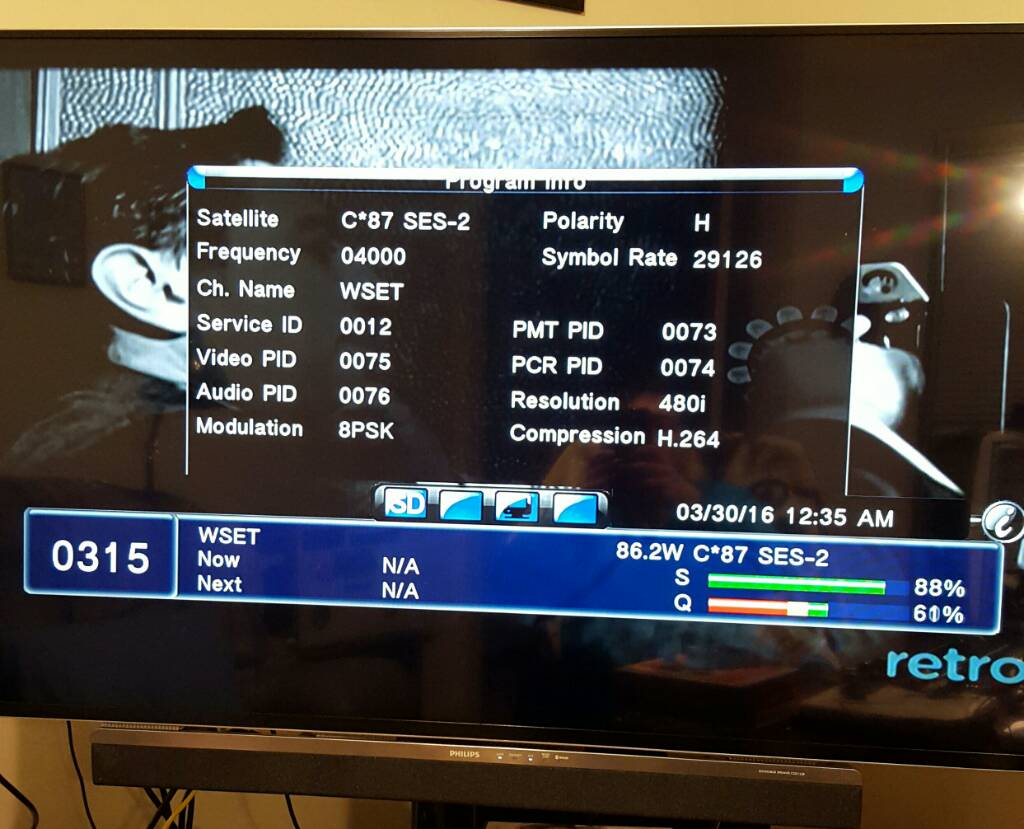 Program Info
Satellite C*87 SES-2 Polarity H
Frequency 04000 Symbol Rate 29126
Ch. Name WSET
Service ID 0012 PMT PID 0073
Video PID 0075 PCR PID 0074
Audio PID 0076 Resolution 480i
Modulation 8PSK Compression H.264
SD
03/30/16 12:35 AM
i
0315
WSET 86.2W C*87 SES-2
Now N/A S 88%
Next N/A Q 61%
retro
PHILIPS